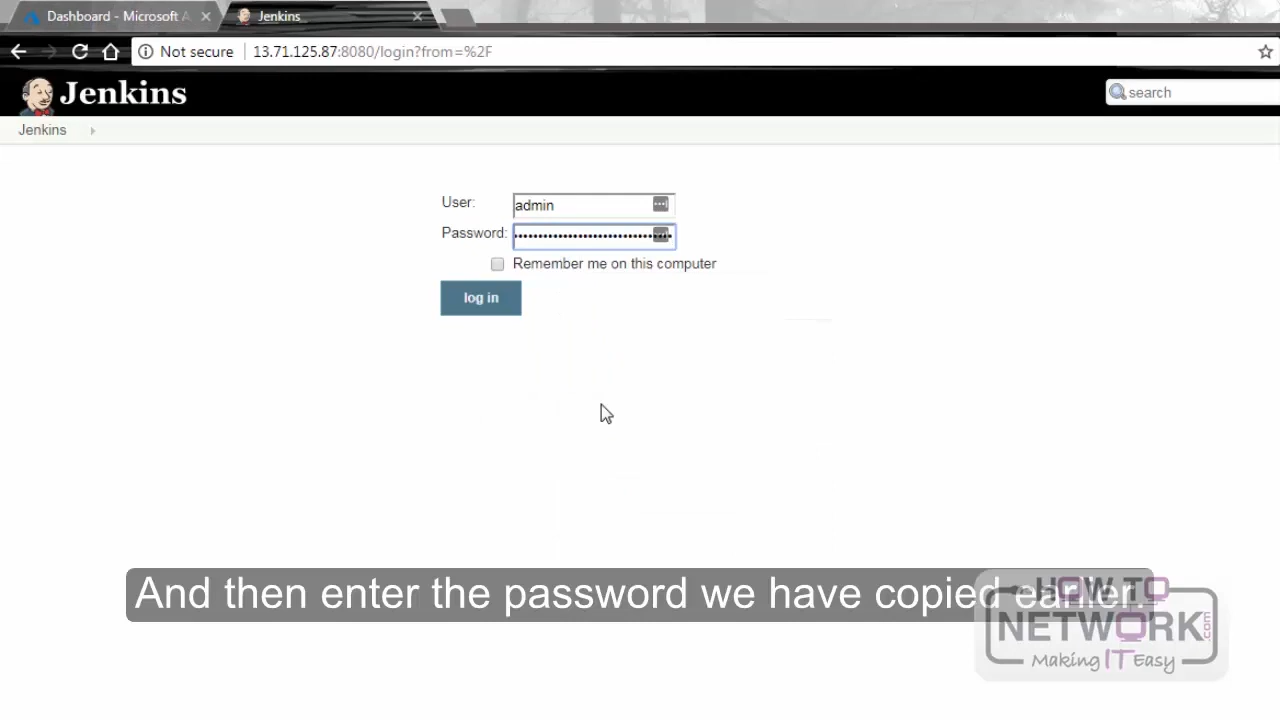 Dashboard - Microsoft A
Jenkins
Not secure
13.71.125.87:8080/login?from=%2F
Jenkins
search
Jenkins
User:
admin
Password:
Remember me on this computer
log in
And then enter the password we have copied earlier.
HOW TO
NETWORK.com
Making IT Easy